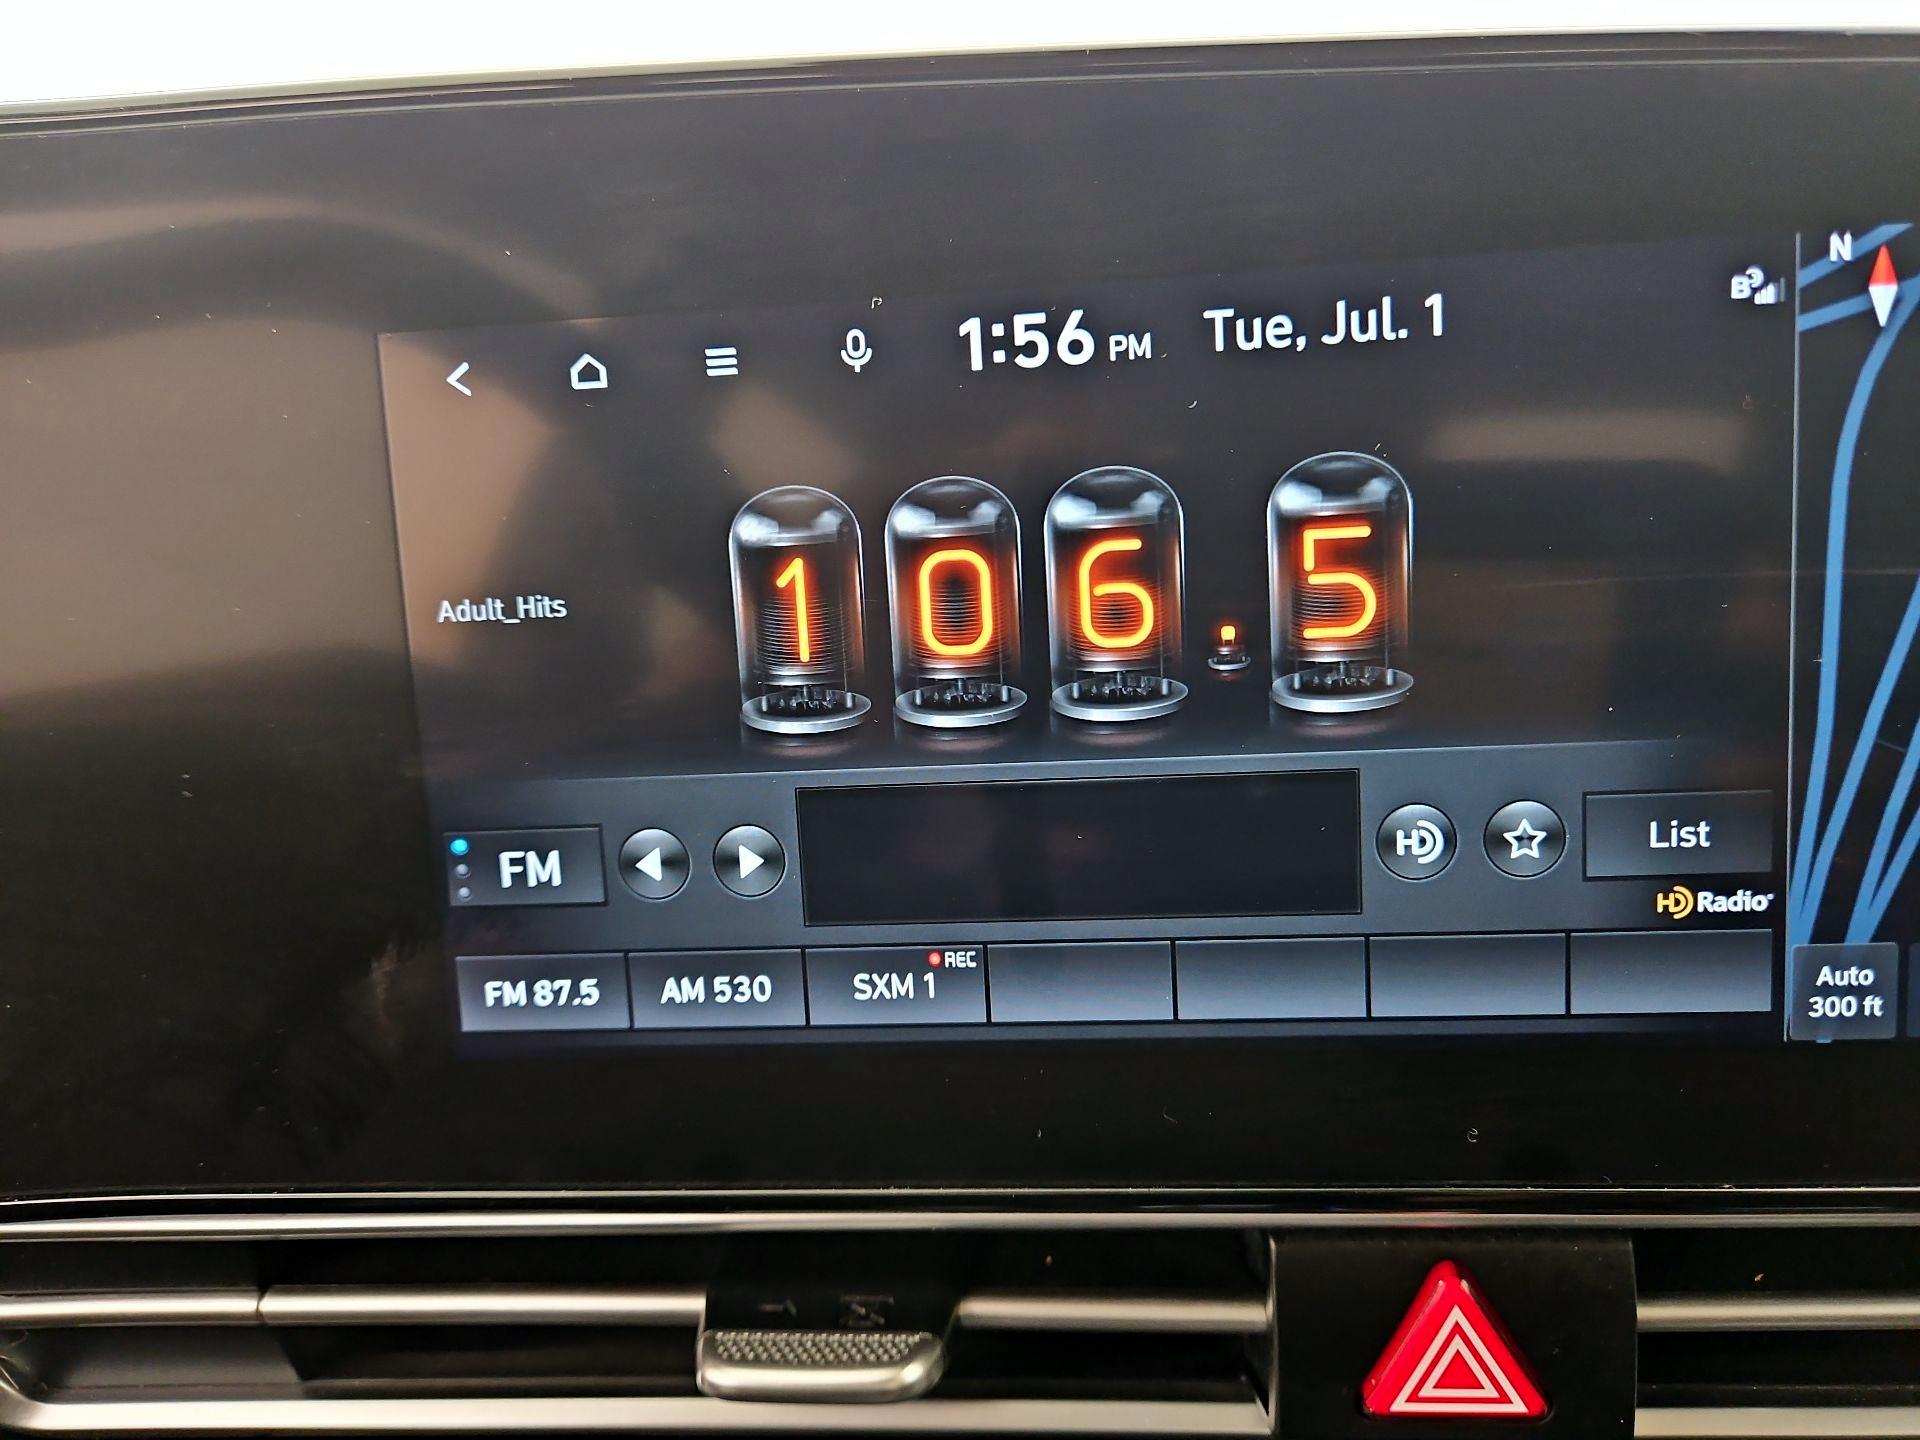 1:56 PM Tue, Jul. 1
N
Adult_Hits
106.5
FM
HD
List
HD Radio
FM 87.5
AM 530
SXM 1
REC
Auto
300 ft